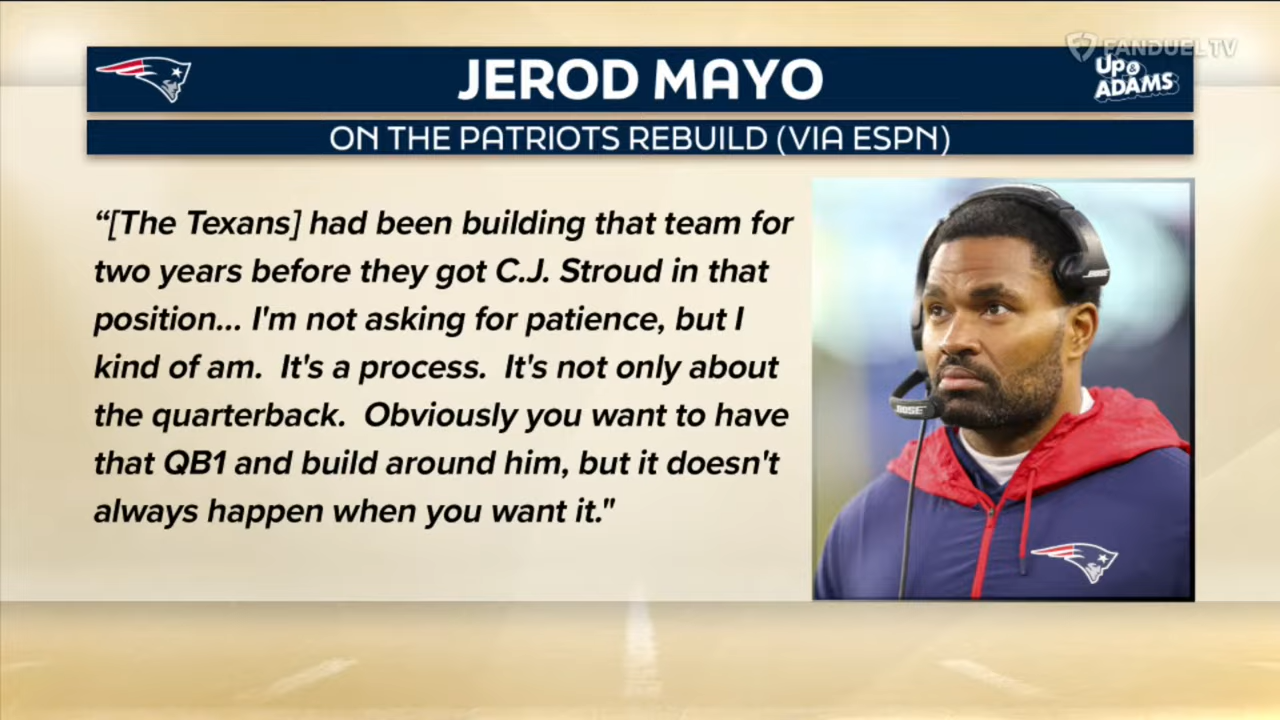 FANDUEL TV
JEROD MAYO
Up &
ADAMS
ON THE PATRIOTS REBUILD (VIA ESPN)
“[The Texans] had been building that team for
two years before they got C.J. Stroud in that
position... I'm not asking for patience, but I
kind of am.  It's a process.  It's not only about
the quarterback.  Obviously you want to have
that QB1 and build around him, but it doesn't
always happen when you want it."
BOSE
BOSE